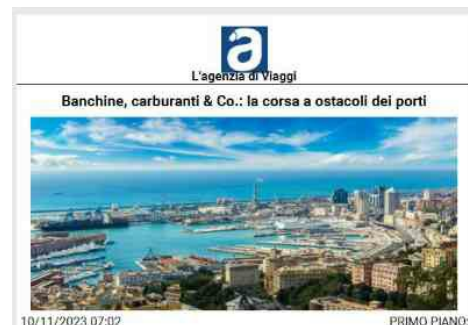 a
L'agenzia di Viaggi
Banchine, carburanti & Co.: la corsa a ostacoli dei porti
10/11/2023 07:02
PRIMO PIANO: